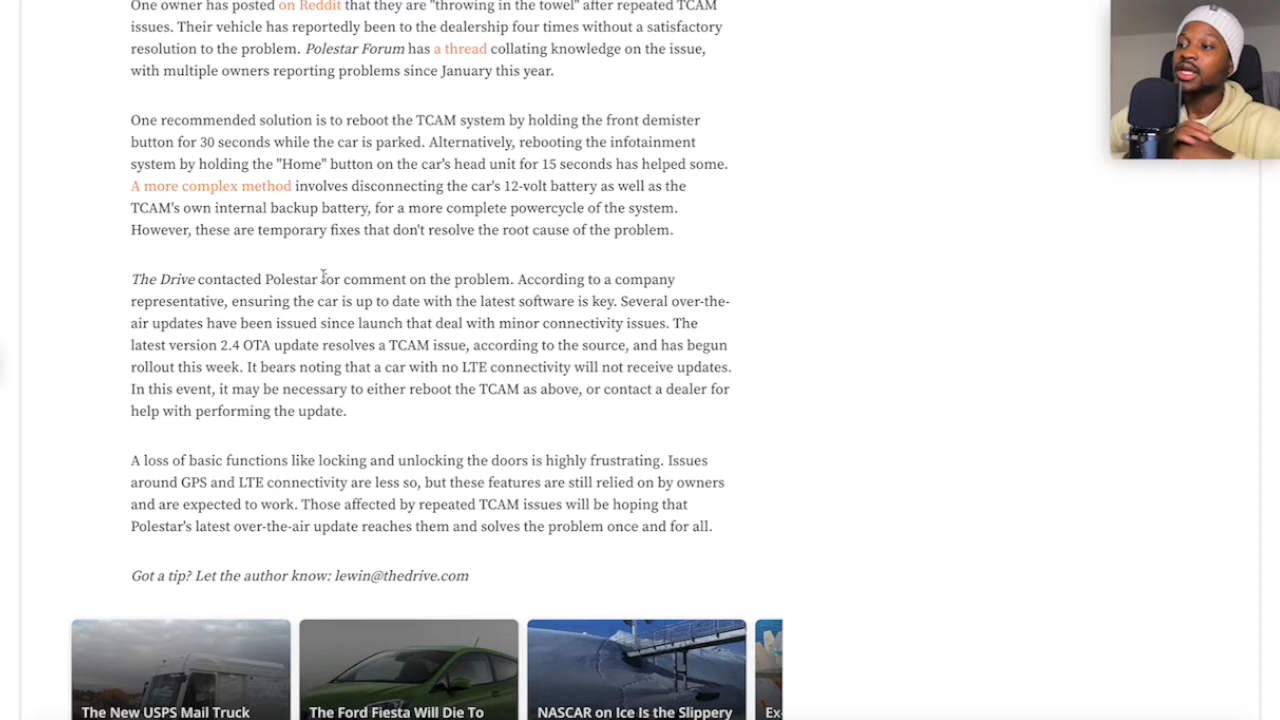 One owner has posted on Reddit that they are "throwing in the towel" after repeated TCAM
issues. Their vehicle has reportedly been to the dealership four times without a satisfactory
resolution to the problem. Polestar Forum has a thread collating knowledge on the issue,
with multiple owners reporting problems since January this year.
One recommended solution is to reboot the TCAM system by holding the front demister
button for 30 seconds while the car is parked. Alternatively, rebooting the infotainment
system by holding the "Home" button on the car's head unit for 15 seconds has helped some.
A more complex method involves disconnecting the car's 12-volt battery as well as the
TCAM's own internal backup battery, for a more complete powercycle of the system.
However, these are temporary fixes that don't resolve the root cause of the problem.
The Drive contacted Polestar for comment on the problem. According to a company
representative, ensuring the car is up to date with the latest software is key. Several over-the-
air updates have been issued since launch that deal with minor connectivity issues. The
latest version 2.4 OTA update resolves a TCAM issue, according to the source, and has begun
rollout this week. It bears noting that a car with no LTE connectivity will not receive updates.
In this event, it may be necessary to either reboot the TCAM as above, or contact a dealer for
help with performing the update.
A loss of basic functions like locking and unlocking the doors is highly frustrating. Issues
around GPS and LTE connectivity are less so, but these features are still relied on by owners
and are expected to work. Those affected by repeated TCAM issues will be hoping that
Polestar's latest over-the-air update reaches them and solves the problem once and for all.
Got a tip? Let the author know: lewin@thedrive.com
The New USPS Mail Truck
The Ford Fiesta Will Die To
NASCAR on Ice Is the Slippery
Ex-